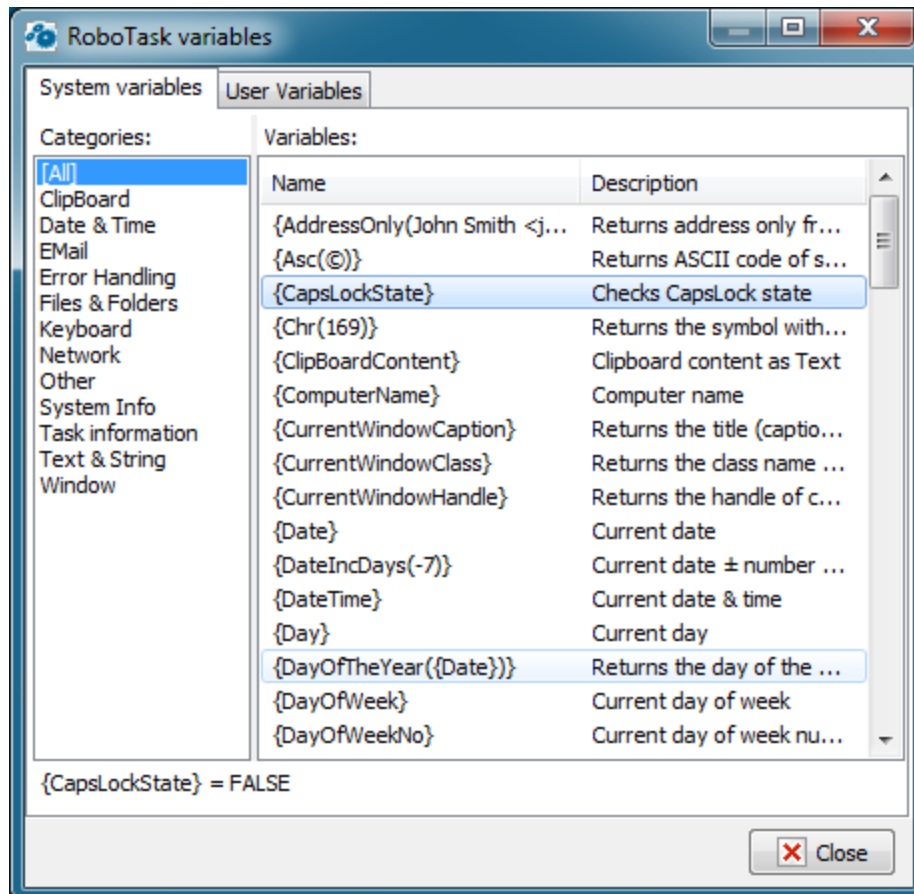 RoboTask variables
System variables User Variables
Categories: Variables:
[All]
ClipBoard
Date & Time
EMail
Error Handling
Files & Folders
Keyboard
Network
Other
System Info
Task information
Text & String
Window
Name Description
{AddressOnly(John Smith <j... Returns address only fr...
{Asc(©)} Returns ASCII code of s...
{CapsLockState} Checks CapsLock state
{Chr(169)} Returns the symbol with...
{ClipBoardContent} Clipboard content as Text
{ComputerName} Computer name
{CurrentWindowCaption} Returns the title (captio...
{CurrentWindowClass} Returns the class name ...
{CurrentWindowHandle} Returns the handle of c...
{Date} Current date
{DateIncDays(-7)} Current date ± number ...
{DateTime} Current date & time
{Day} Current day
{DayOfTheYear({Date})} Returns the day of the ...
{DayOfWeek} Current day of week
{DayOfWeekNo} Current day of week nu...
{CapsLockState} = FALSE
Close